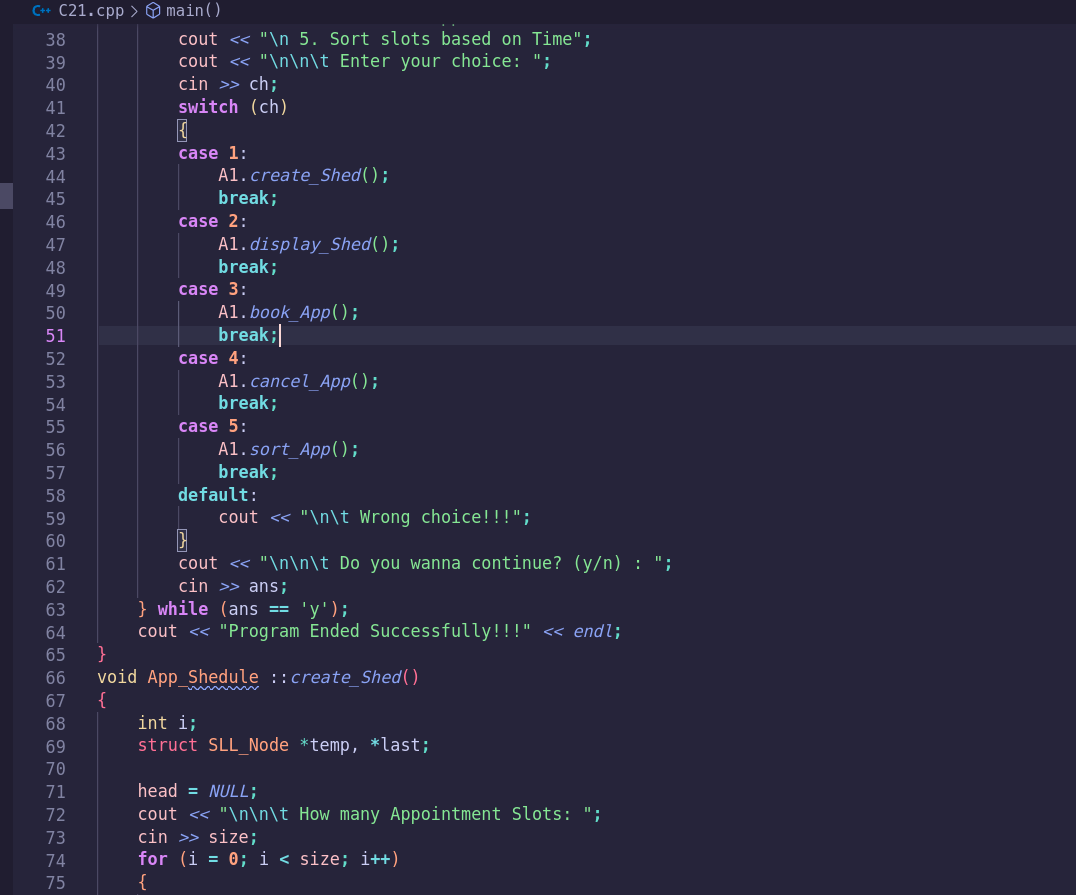 C21.cpp > main()
38 cout << "\n 5. Sort slots based on Time";
39 cout << "\n\n\t Enter your choice: ";
40 cin >> ch;
41 switch (ch)
42 {
43 case 1:
44 A1.create_Shed();
45 break;
46 case 2:
47 A1.display_Shed();
48 break;
49 case 3:
50 A1.book_App();
51 break;
52 case 4:
53 A1.cancel_App();
54 break;
55 case 5:
56 A1.sort_App();
57 break;
58 default:
59 cout << "\n\t Wrong choice!!!";
60 }
61 cout << "\n\n\t Do you wanna continue? (y/n) : ";
62 cin >> ans;
63 } while (ans == 'y');
64 cout << "Program Ended Successfully!!!" << endl;
65 }
66 void App_Shedule ::create_Shed()
67 {
68 int i;
69 struct SLL_Node *temp, *last;
70
71 head = NULL;
72 cout << "\n\n\t How many Appointment Slots: ";
73 cin >> size;
74 for (i = 0; i < size; i++)
75 {